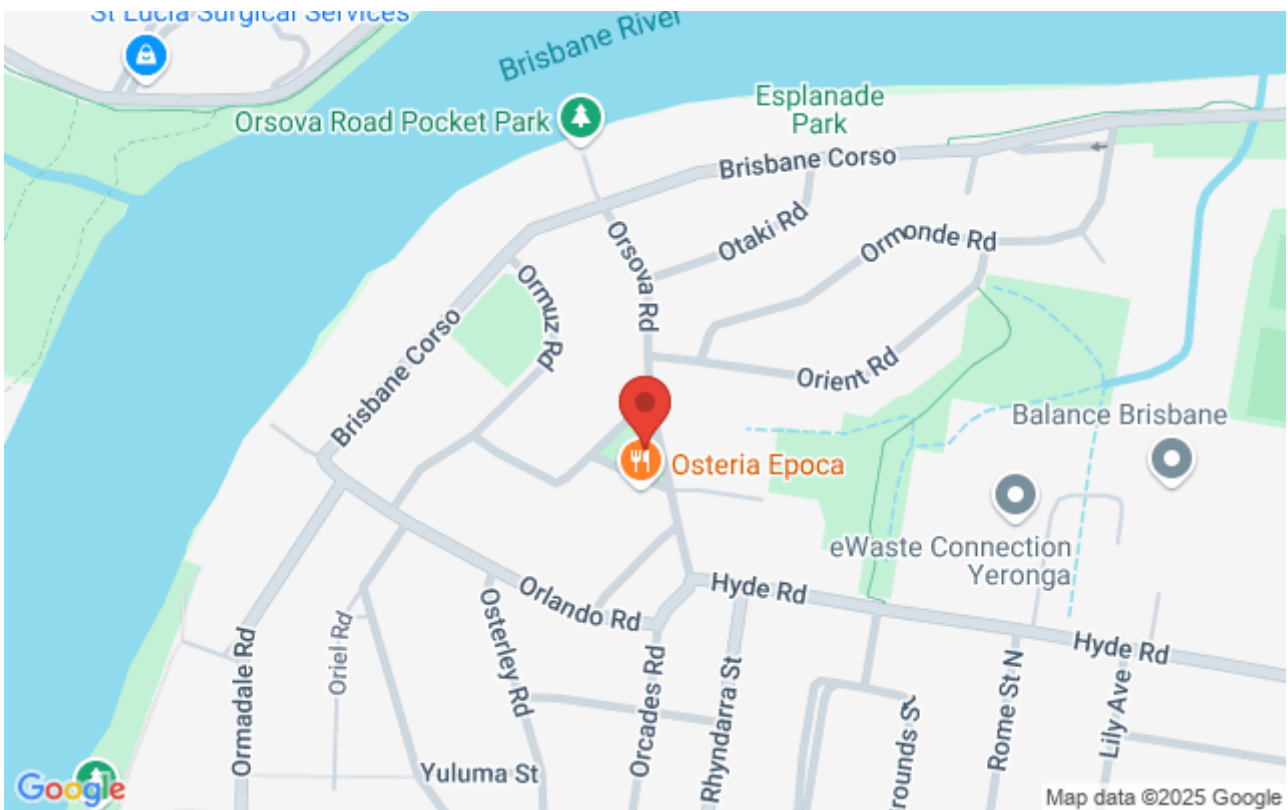 St Lucia Surgical Services
Brisbane River
Orsova Road Pocket Park
Esplanade
Park
Brisbane Corso
Otaki Rd
Ormonde Rd
Orsova Rd
Ormuz Rd
Brisbane Corso
Orient Rd
Balance Brisbane
Osteria Epoca
eWaste Connection
Yeronga
Hyde Rd
Orlando Rd
Osterley Rd
Oriel Rd
Ormadale Rd
Orcades Rd
Rhyndarra St
Hyde Rd
Rome St N
Lily Ave
Yuluma St
Google
Map data ©2025 Google